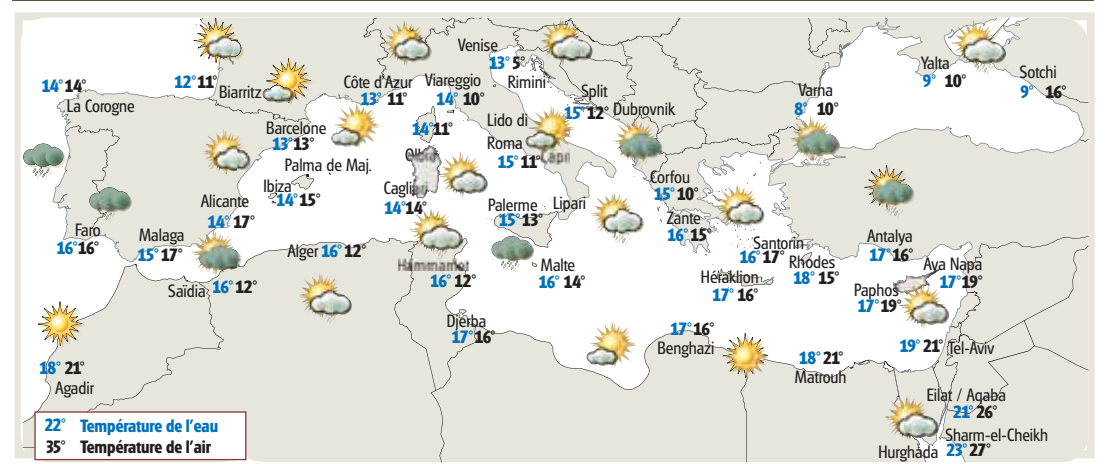 Venise
13° 5°
Rimini
14° 14°
La Corogne
12° 11°
Biarritz
Côte d'Azur
13° 11°
Viareggio
14° 10°
Split
15° 12°
Dubrovnik
Varna
8° 10°
Yalta
9° 10°
Sotchi
9° 16°
Barcelone
13° 13°
14° 11°
Lido di
Roma
15° 11°
Palma de Maj.
Ibiza
14° 15°
Cagliari
14° 14°
Alicante
14° 17°
Palerme
15° 13°
Lipari
Corfou
15° 10°
Zante
16° 15°
Faro
16° 16°
Malaga
15° 17°
Alger 16° 12°
Saïdia
16° 12°
Hammamet
16° 12°
Malte
16° 14°
Santorin
16° 17°
Rhodes
18° 15°
Héraklion
17° 16°
Antalya
17° 16°
Aya Napa
17° 19°
Paphos
17° 19°
Djerba
17° 16°
17° 16°
Benghazi
18° 21°
Matrouh
19° 21° Tel-Aviv
18° 21°
Agadir
Eilat / Aqaba
21° 26°
Sharm-el-Cheikh
Hurghada 23° 27°
22° Température de l'eau
35° Température de l'air